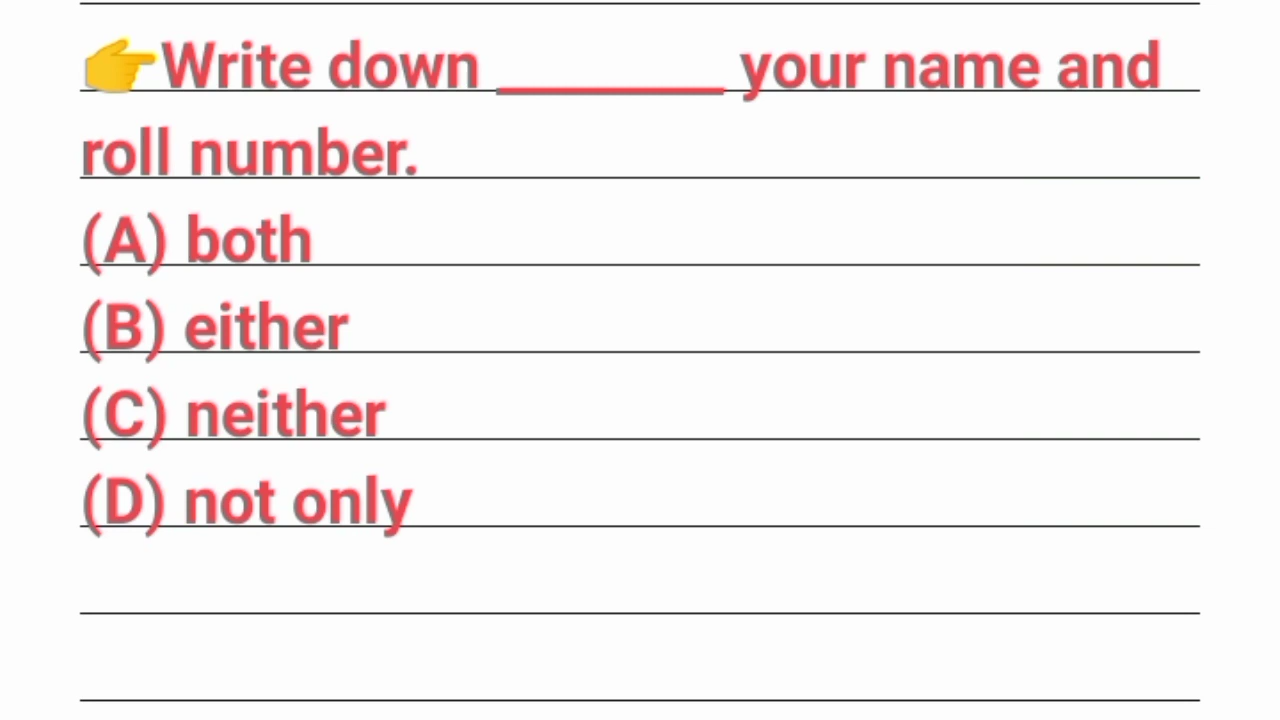 👉Write down ________ your name and
roll number.
(A) both
(B) either
(C) neither
(D) not only